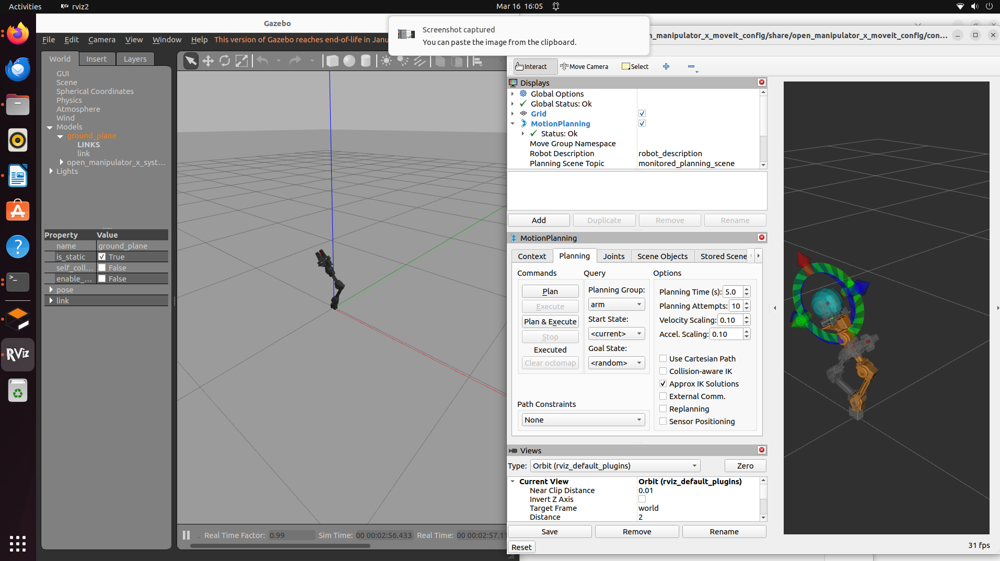 Activities
rviz2
Mar 16 16:05
Gazebo
File Edit Camera View Window Help
This version of Gazebo reaches end-of-life in Janu
World Insert Layers
GUI
Scene
Spherical Coordinates
Physics
Atmosphere
Wind
Models
ground_plane
LINKS
link
open_manipulator_x_syst...
Lights
Property Value
name ground_plane
is_static True
self_coll... False
enable_... False
pose
link
Real Time Factor: 0.99 Sim Time: 00 00:02:56.433 Real Time:
Screenshot captured
You can paste the image from the clipboard.
_manipulator_x_moveit_config/share/open_manipulator_x_moveit_config/con...
Interact Move Camera Select
Displays
Global Options
Global Status: Ok
Grid
MotionPlanning
Status: Ok
Move Group Namespace
Robot Description robot_description
Planning Scene Topic monitored_planning_scene
Add Duplicate Remove Rename
MotionPlanning
Context Planning Joints Scene Objects Stored Scene
Commands
Plan
Execute
Plan & Execute
Stop
Executed
Clear octomap
Query
Planning Group:
arm
Start State:
<current>
Goal State:
<random>
Options
Planning Time (s): 5.0
Planning Attempts: 10
Velocity Scaling: 0.10
Accel. Scaling: 0.10
Use Cartesian Path
Collision-aware IK
Approx IK Solutions
External Comm.
Replanning
Sensor Positioning
Path Constraints
None
Views
Type: Orbit (rviz_default_plugins) Zero
Current View Orbit (rviz_default_plugins)
Near Clip Distance 0.01
Invert Z Axis
Target Frame world
Distance 2
Save Remove Rename
Reset
31 fps
RViz